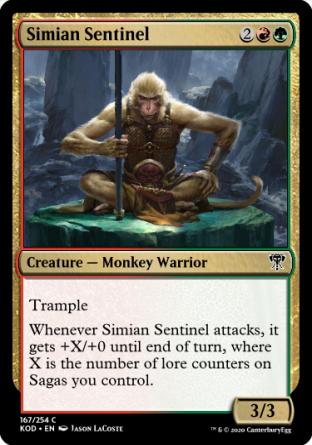 Simian Sentinel 2
Creature — Monkey Warrior
Trample
Whenever Simian Sentinel attacks, it
gets +X/+0 until end of turn, where
X is the number of lore counters on
Sagas you control.
167/254 C
KOD • EN Jason LaCoste
3/3
™ & © 2020 CanterburyEgg